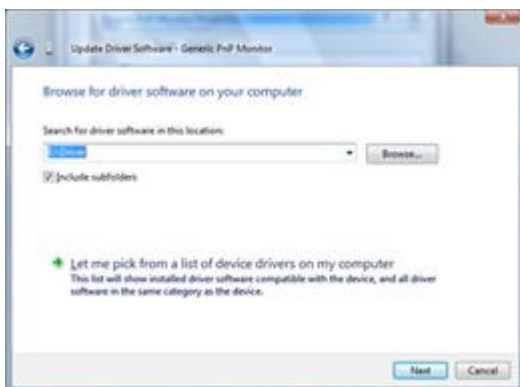 Update Driver Software - Generic PnP Monitor
Browse for driver software on your computer
Search for driver software in this location:
Browse...
Include subfolders
Let me pick from a list of device drivers on my computer
This list will show installed driver software compatible with the device, and all driver
software in the same category as the device.
Next
Cancel